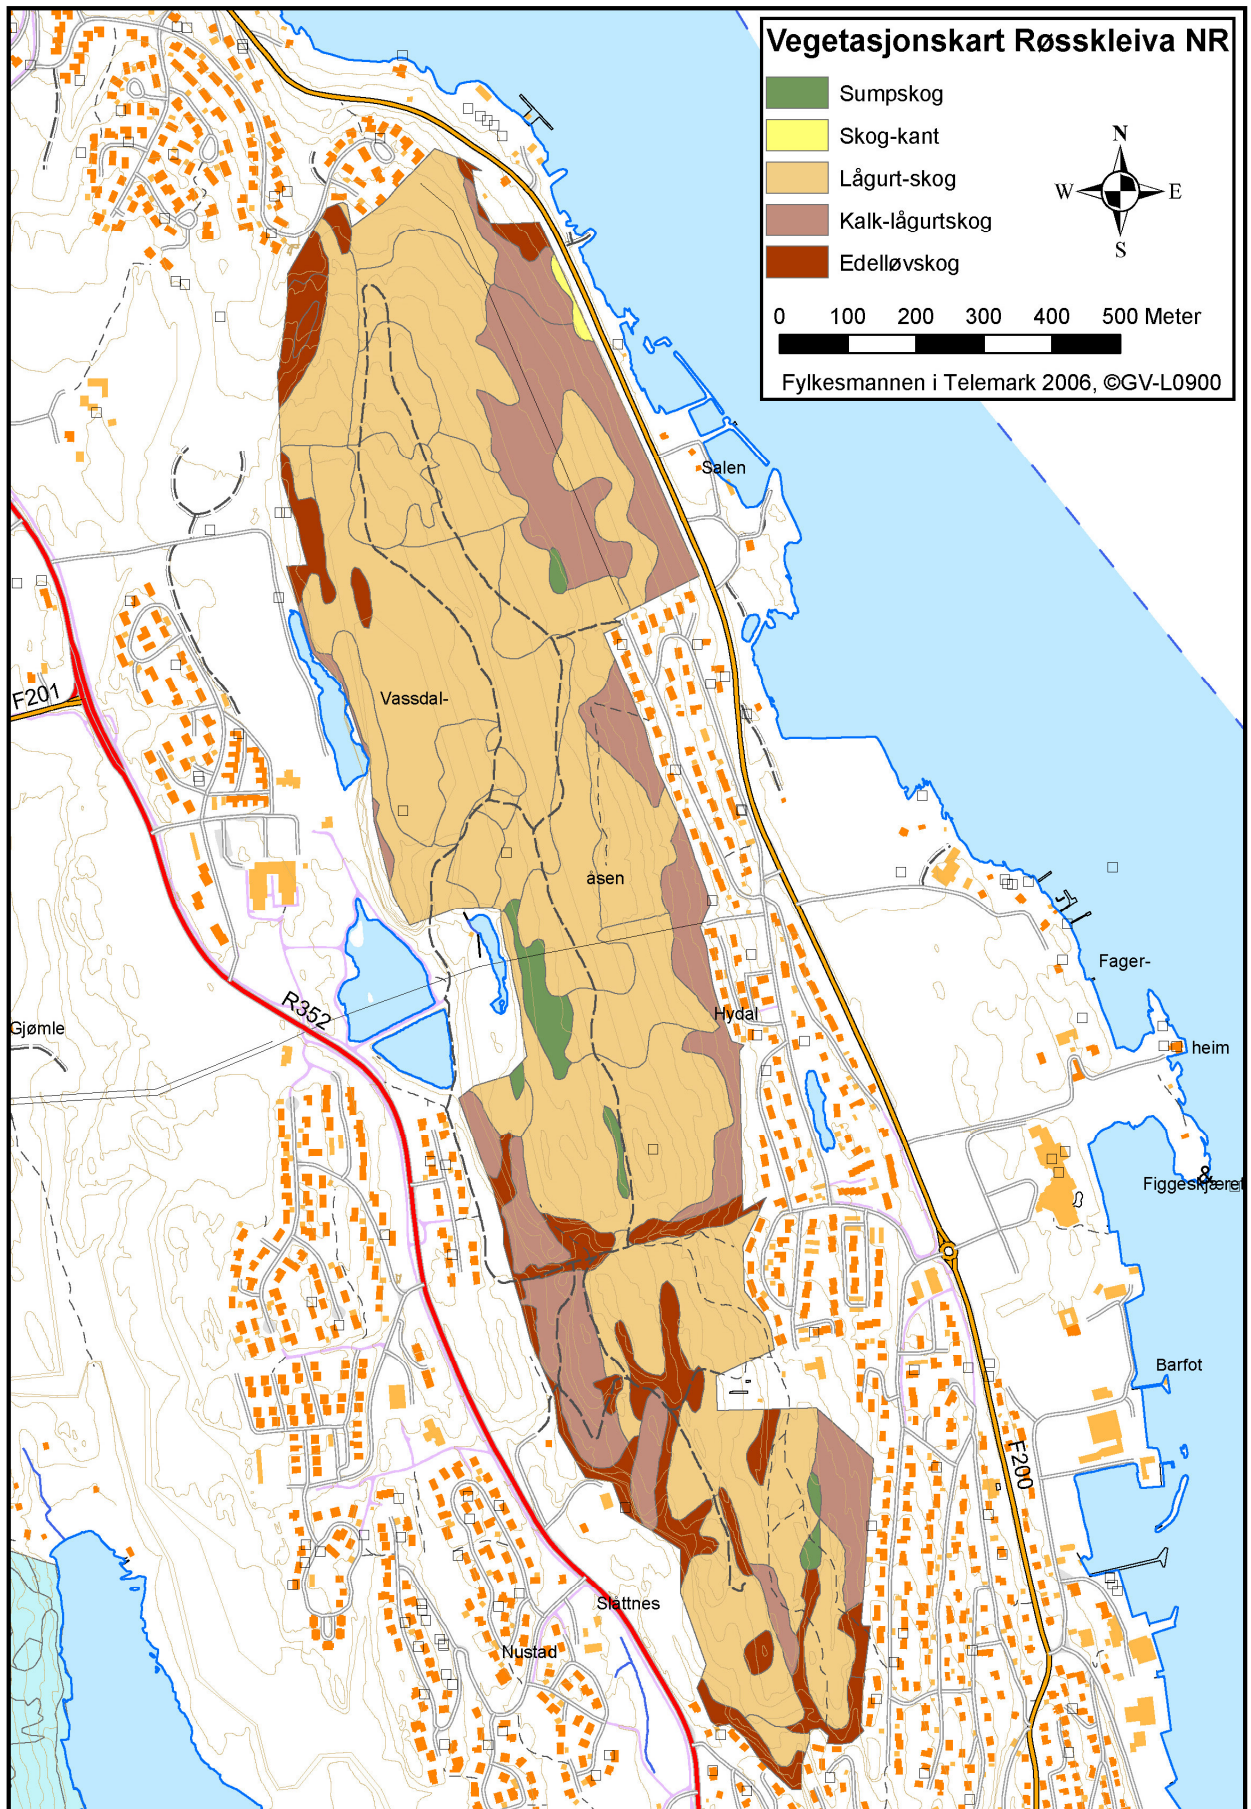 Vegetasjonskart Røsskleiva NR
Sumpskog
Skog-kant
Lågurt-skog
Kalk-lågurtskog
Edelløvskog
N
W E
S
0 100 200 300 400 500 Meter
Fylkesmannen i Telemark 2006, ©GV-L0900
Salen
F201
Vassdal-
åsen
Fager-
R352
Hydal
Gjømle
heim
&
Figgeskjæret
Barfot
F200
Slåttnes
Nustad